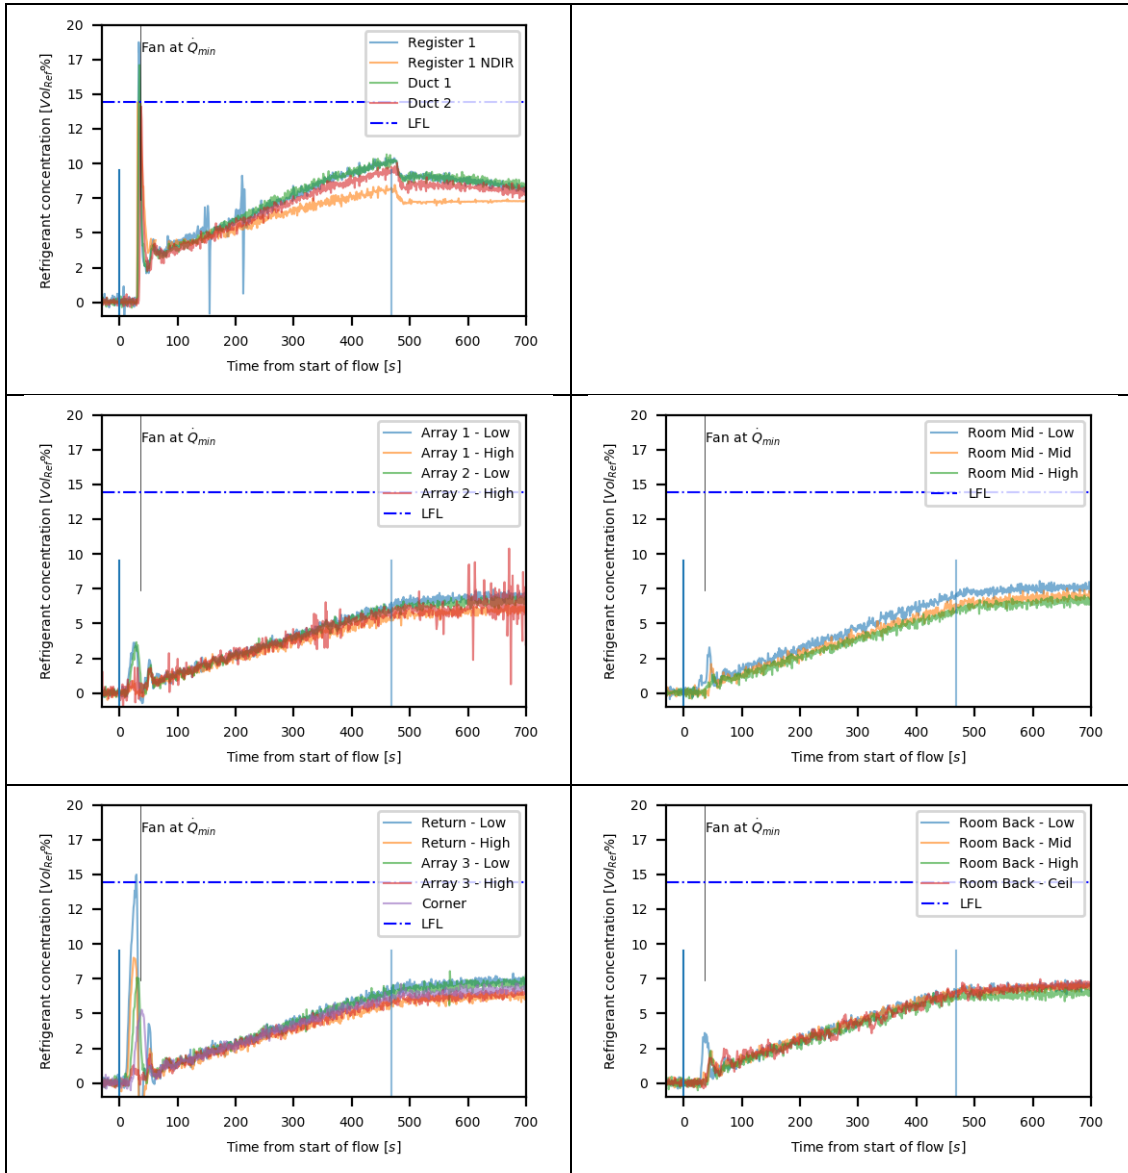 20
17
15
12
10
7
5
2
0
Refrigerant concentration [Vol_Ref%]
Fan at Q̇_min
Register 1
Register 1 NDIR
Duct 1
Duct 2
LFL
0 100 200 300 400 500 600 700
Time from start of flow [s]
20
17
15
12
10
7
5
2
0
Refrigerant concentration [Vol_Ref%]
Fan at Q̇_min
Array 1 - Low
Array 1 - High
Array 2 - Low
Array 2 - High
LFL
0 100 200 300 400 500 600 700
Time from start of flow [s]
20
17
15
12
10
7
5
2
0
Refrigerant concentration [Vol_Ref%]
Fan at Q̇_min
Room Mid - Low
Room Mid - Mid
Room Mid - High
LFL
0 100 200 300 400 500 600 700
Time from start of flow [s]
20
17
15
12
10
7
5
2
0
Refrigerant concentration [Vol_Ref%]
Fan at Q̇_min
Return - Low
Return - High
Array 3 - Low
Array 3 - High
Corner
LFL
0 100 200 300 400 500 600 700
Time from start of flow [s]
20
17
15
12
10
7
5
2
0
Refrigerant concentration [Vol_Ref%]
Fan at Q̇_min
Room Back - Low
Room Back - Mid
Room Back - High
Room Back - Ceil
LFL
0 100 200 300 400 500 600 700
Time from start of flow [s]